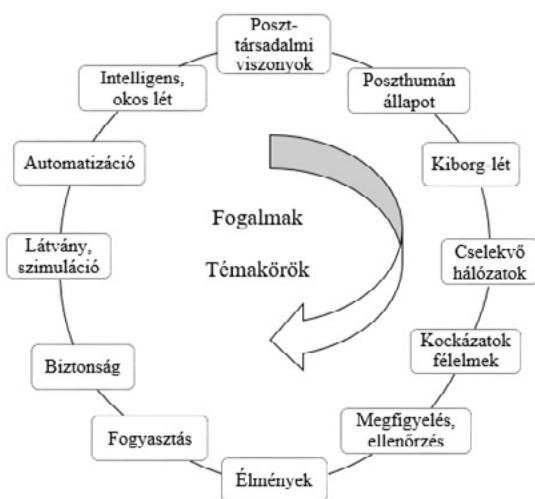 Poszt-
társadalmi
viszonyok
Poszthumán
állapot
Kiborg-lét
Cselekvő
hálózatok
Kockázatok
félelmek
Megfigyelés,
ellenőrzés
Élmények
Fogyasztás
Biztonság
Látvány,
szimuláció
Automatizáció
Intelligens,
okos lét
Fogalmak
Témakörök